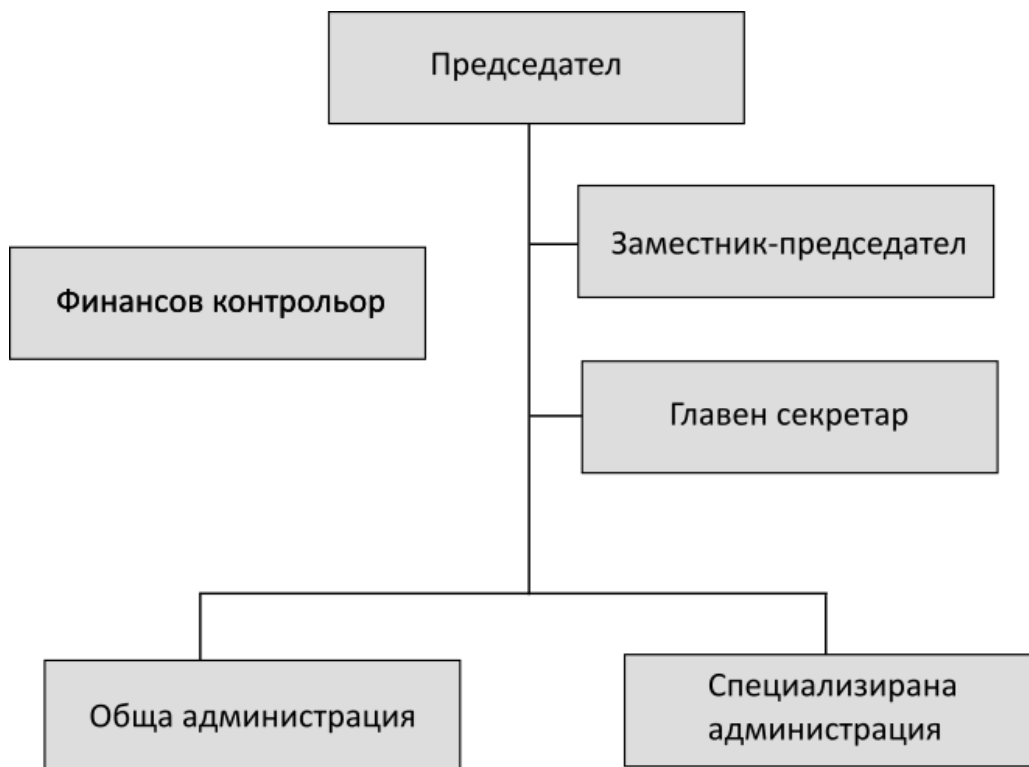 Председател
Заместник-председател
Финансов контрольор
Главен секретар
Обща администрация
Специализирана
администрация